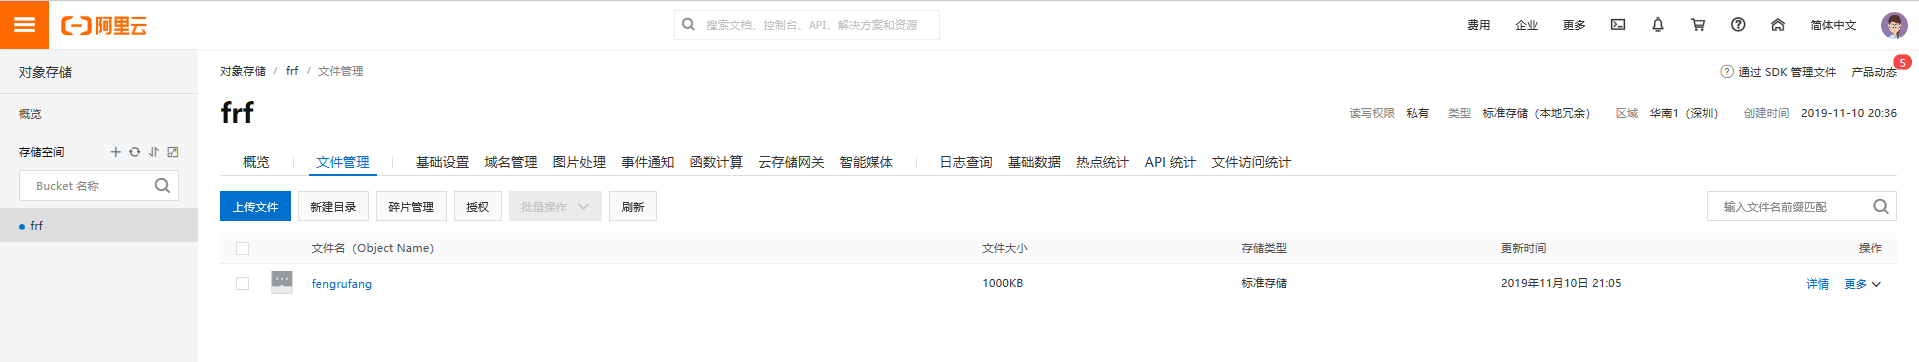 阿里云
搜索文档、控制台、API、解决方案和资源
费用 企业 更多 简体中文
对象存储
概览
存储空间
Bucket 名称
frf
对象存储 / frf / 文件管理
通过 SDK 管理文件 产品动态 5
frf
读写权限 私有 类型 标准存储（本地冗余） 区域 华南1（深圳） 创建时间 2019-11-10 20:36
概览 文件管理 基础设置 域名管理 图片处理 事件通知 函数计算 云存储网关 智能媒体 日志查询 基础数据 热点统计 API 统计 文件访问统计
上传文件 新建目录 碎片管理 授权 批量操作 刷新 输入文件名前缀匹配
文件名（Object Name） 文件大小 存储类型 更新时间 操作
fengrufang 1000KB 标准存储 2019年11月10日 21:05 详情 更多